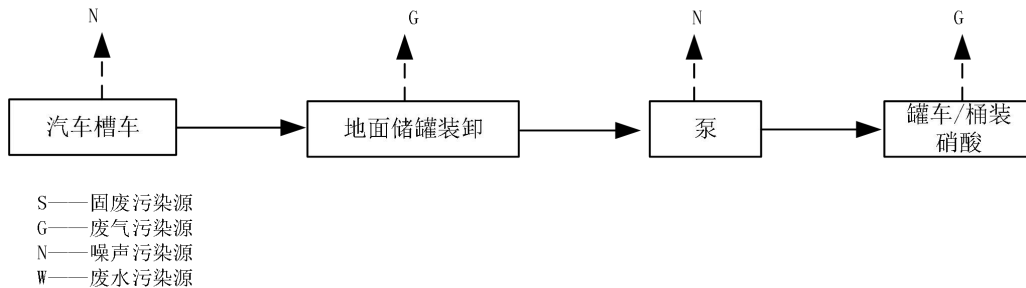 N
G
N
G
汽车槽车
地面储罐装卸
泵
罐车/桶装
硝酸
S——固废污染源
G——废气污染源
N——噪声污染源
W——废水污染源